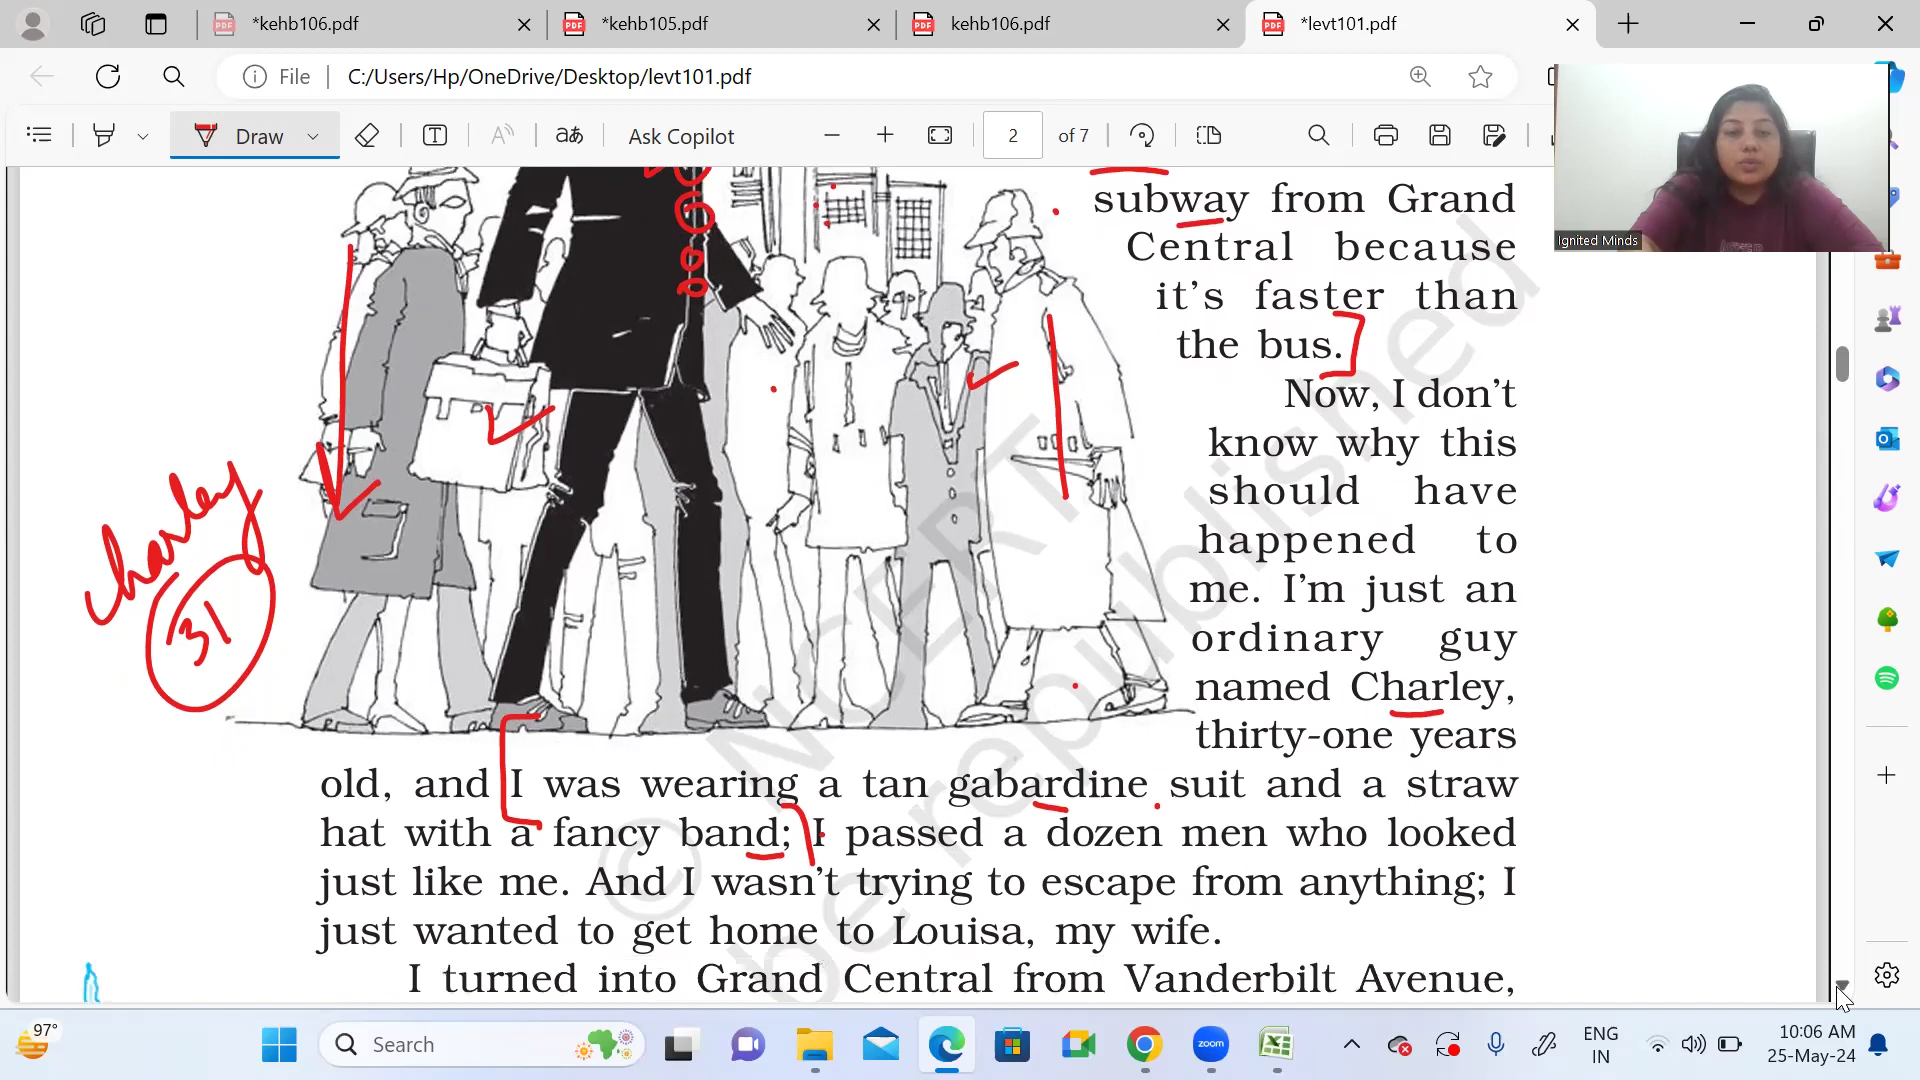 *kehb106.pdf
*kehb105.pdf
kehb106.pdf
*levt101.pdf
File
C:/Users/Hp/OneDrive/Desktop/levt101.pdf
Draw
Ask Copilot
2
of 7
Ignited Minds
subway from Grand
Central because
it's faster than
the bus.
Now, I don't
know why this
should have
happened to
me. I'm just an
ordinary guy
named Charley,
thirty-one years
old, and I was wearing a tan gabardine suit and a straw
hat with a fancy band; I passed a dozen men who looked
just like me. And I wasn't trying to escape from anything; I
just wanted to get home to Louisa, my wife.
I turned into Grand Central from Vanderbilt Avenue,
Charley
31
© NCERT
be republished
97°
Search
zoom
ENG
IN
10:06 AM
25-May-24